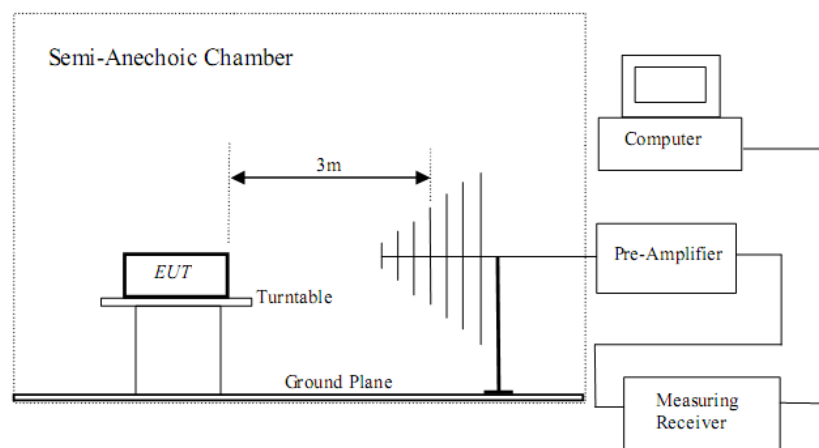 Semi-Anechoic Chamber
Computer
3m
Pre-Amplifier
EUT
Turntable
Ground Plane
Measuring
Receiver